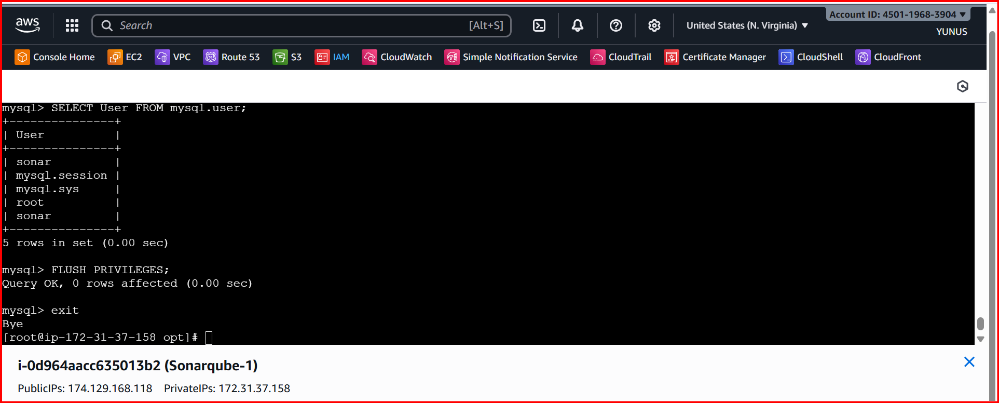 aws
Search [Alt+S]
United States (N. Virginia) ▼
Account ID: 4501-1968-3904 ▼
YUNUS
Console Home EC2 VPC Route 53 S3 IAM CloudWatch Simple Notification Service CloudTrail Certificate Manager CloudShell CloudFront
mysql> SELECT User FROM mysql.user;
+---------------+
| User          |
+---------------+
| sonar         |
| mysql.session |
| mysql.sys     |
| root          |
| sonar         |
+---------------+
5 rows in set (0.00 sec)
mysql> FLUSH PRIVILEGES;
Query OK, 0 rows affected (0.00 sec)
mysql> exit
Bye
[root@ip-172-31-37-158 opt]#
i-0d964aacc635013b2 (Sonarqube-1)
PublicIPs: 174.129.168.118 PrivateIPs: 172.31.37.158